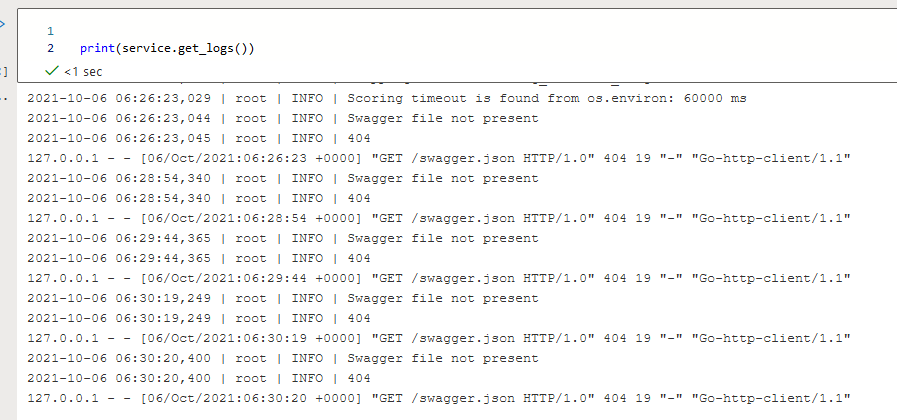 1
2 print(service.get_logs())
<1 sec
2021-10-06 06:26:23,029 | root | INFO | Scoring timeout is found from os.environ: 60000 ms
2021-10-06 06:26:23,044 | root | INFO | Swagger file not present
2021-10-06 06:26:23,045 | root | INFO | 404
127.0.0.1 - - [06/Oct/2021:06:26:23 +0000] "GET /swagger.json HTTP/1.0" 404 19 "-" "Go-http-client/1.1"
2021-10-06 06:28:54,340 | root | INFO | Swagger file not present
2021-10-06 06:28:54,340 | root | INFO | 404
127.0.0.1 - - [06/Oct/2021:06:28:54 +0000] "GET /swagger.json HTTP/1.0" 404 19 "-" "Go-http-client/1.1"
2021-10-06 06:29:44,365 | root | INFO | Swagger file not present
2021-10-06 06:29:44,365 | root | INFO | 404
127.0.0.1 - - [06/Oct/2021:06:29:44 +0000] "GET /swagger.json HTTP/1.0" 404 19 "-" "Go-http-client/1.1"
2021-10-06 06:30:19,249 | root | INFO | Swagger file not present
2021-10-06 06:30:19,249 | root | INFO | 404
127.0.0.1 - - [06/Oct/2021:06:30:19 +0000] "GET /swagger.json HTTP/1.0" 404 19 "-" "Go-http-client/1.1"
2021-10-06 06:30:20,400 | root | INFO | Swagger file not present
2021-10-06 06:30:20,400 | root | INFO | 404
127.0.0.1 - - [06/Oct/2021:06:30:20 +0000] "GET /swagger.json HTTP/1.0" 404 19 "-" "Go-http-client/1.1"